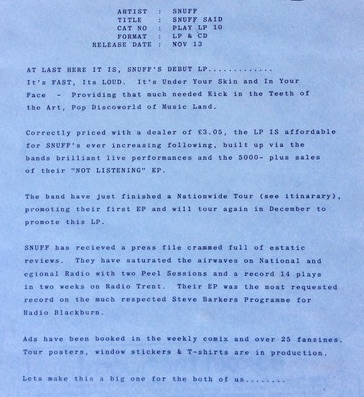 ARTIST : SNUFF
TITLE : SNUFF SAID
CAT NO : PLAY LP 10
FORMAT : LP & CD
RELEASE DATE : NOV 13
AT LAST HERE IT IS, SNUFF'S DEBUT LP.............
It's FAST, Its LOUD. It's Under Your Skin and In Your
Face - Providing that much needed Kick in the Teeth of
the Art, Pop Discoworld of Music Land.
Correctly priced with a dealer of £3.05, the LP IS affordable
for SNUFF's ever increasing following, built up via the
bands brilliant live performances and the 5000- plus sales
of their "NOT LISTENING" EP.
The band have just finished a Nationwide Tour (see itinarary),
promoting their first EP and will tour again in December to
promote this LP.
SNUFF has recieved a press file crammed full of estatic
reviews. They have saturated the airwaves on National and
egional Radio with two Peel Sessions and a record 14 plays
in two weeks on Radio Trent. Their EP was the most requested
record on the much respected Steve Barkers Programme for
Radio Blackburn.
Ads have been booked in the weekly comix and over 25 fanzines.
Tour posters, window stickers & T-shirts are in production.
Lets make this a big one for the both of us........